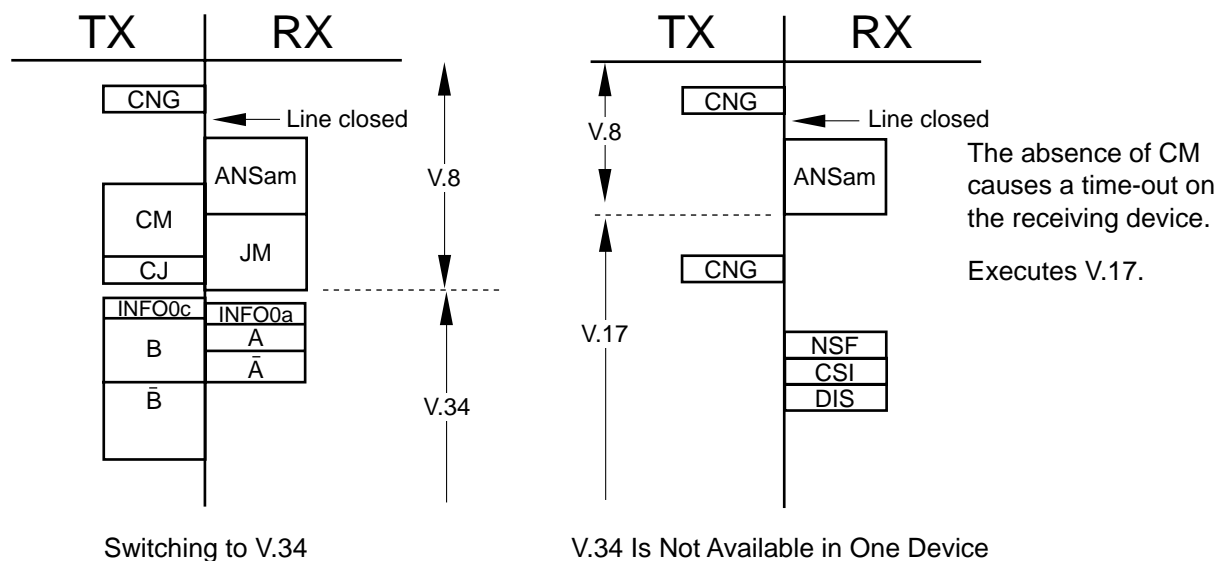 TX RX
CNG
Line closed
ANSam
V.8
CM
JM
CJ
INFO0c INFO0a
B A
Ā
B̄
V.34
Switching to V.34
TX RX
CNG
Line closed
V.8
ANSam
The absence of CM
causes a time-out on
the receiving device.
Executes V.17.
CNG
V.17
NSF
CSI
DIS
V.34 Is Not Available in One Device